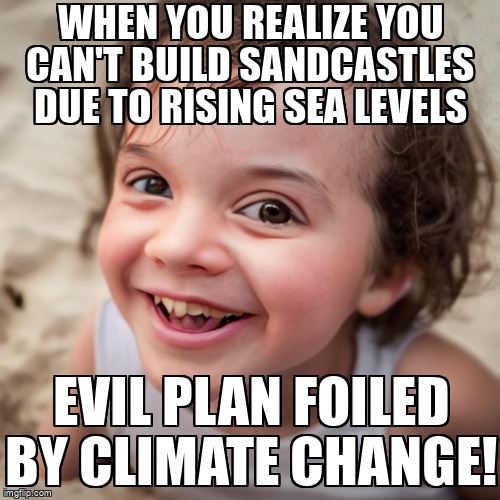 WHEN YOU REALIZE YOU
CAN'T BUILD SANDCASTLES
DUE TO RISING SEA LEVELS
EVIL PLAN FOILED
BY CLIMATE CHANGE!
imgflip.com